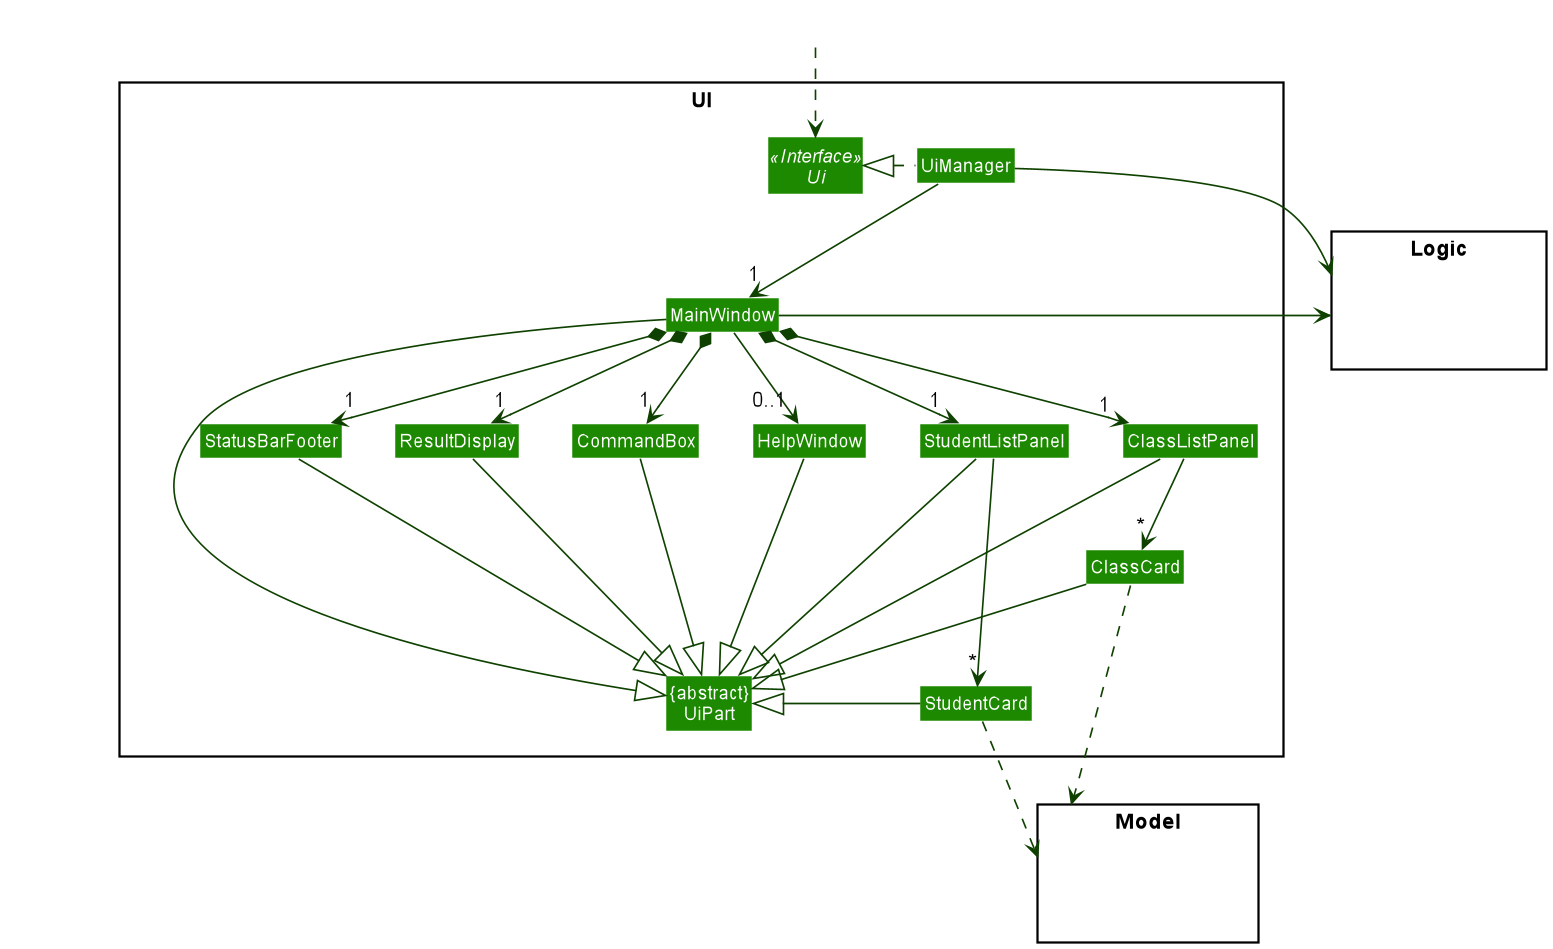 UI
«Interface»
Ui
UiManager
Logic
1
MainWindow
1
1
1
0..1
1
1
StatusBarFooter
ResultDisplay
CommandBox
HelpWindow
StudentListPanel
ClassListPanel
*
ClassCard
*
{abstract}
UiPart
StudentCard
Model